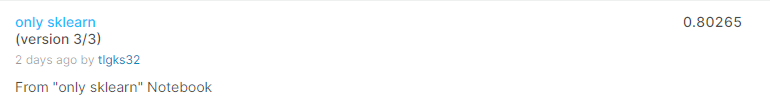 only sklearn
0.80265
(version 3/3)
2 days ago by tlgks32
From "only sklearn" Notebook